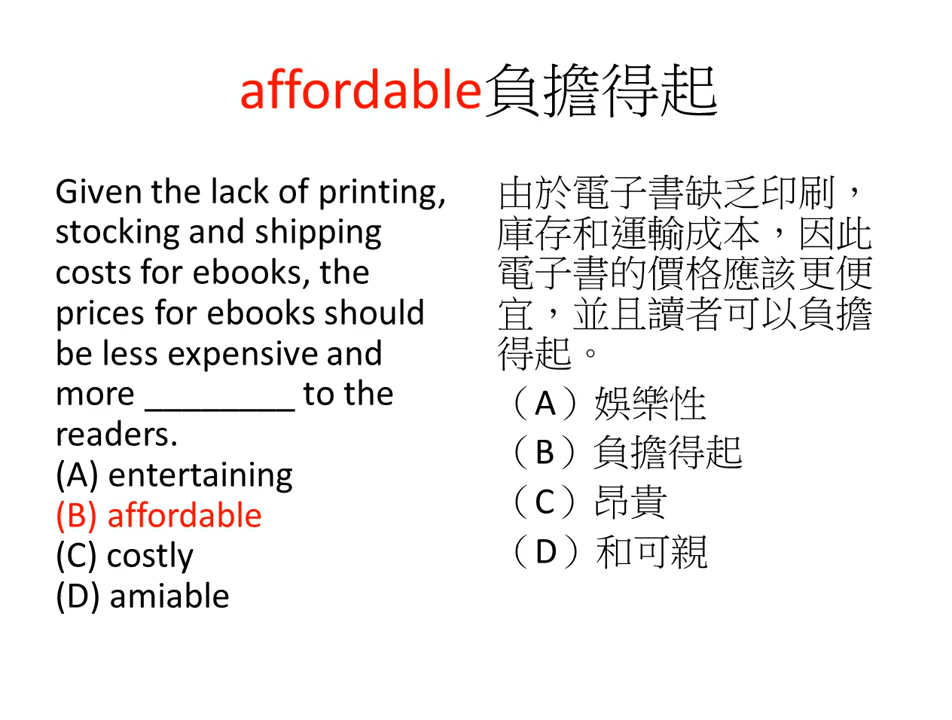 affordable負擔得起
Given the lack of printing,
stocking and shipping
costs for ebooks, the
prices for ebooks should
be less expensive and
more ________ to the
readers.
(A) entertaining
(B) affordable
(C) costly
(D) amiable
由於電子書缺乏印刷，
庫存和運輸成本，因此
電子書的價格應該更便
宜，並且讀者可以負擔
得起。
（A）娛樂性
（B）負擔得起
（C）昂貴
（D）和可親